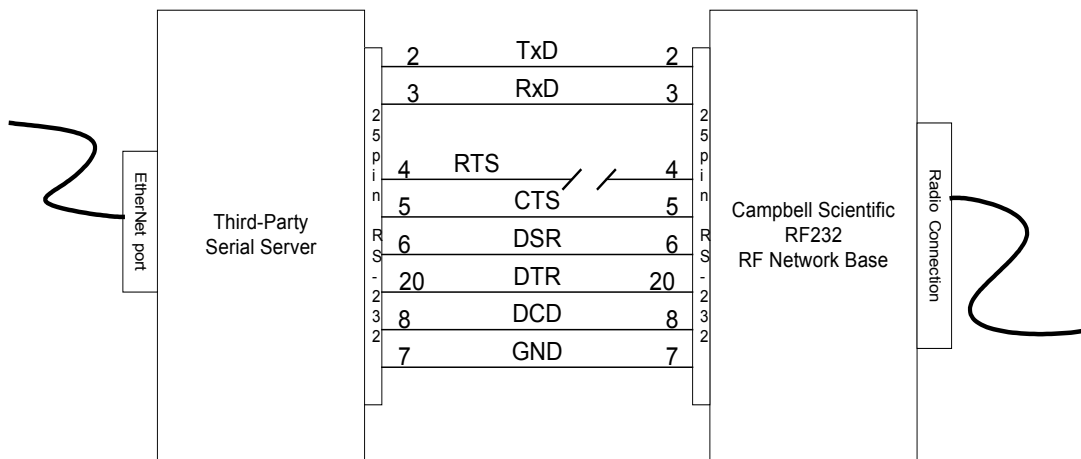 EtherNet port
Third-Party
Serial Server
25pin RS-232
2 TxD 2
3 RxD 3
4 RTS 4
5 CTS 5
6 DSR 6
20 DTR 20
8 DCD 8
7 GND 7
25pin RS-232
Campbell Scientific
RF232
RF Network Base
Radio Connection